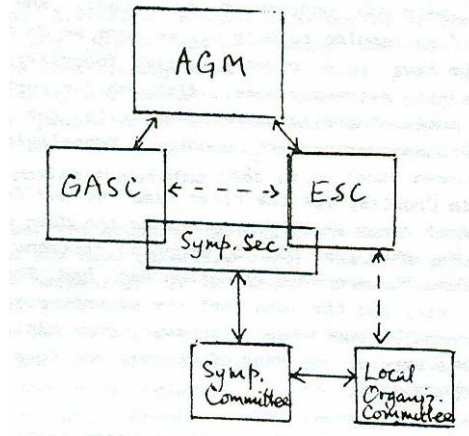 AGM
GASC
ESC
Symp. Sec.
Symp.
Committee
Local
Organiz.
Committee